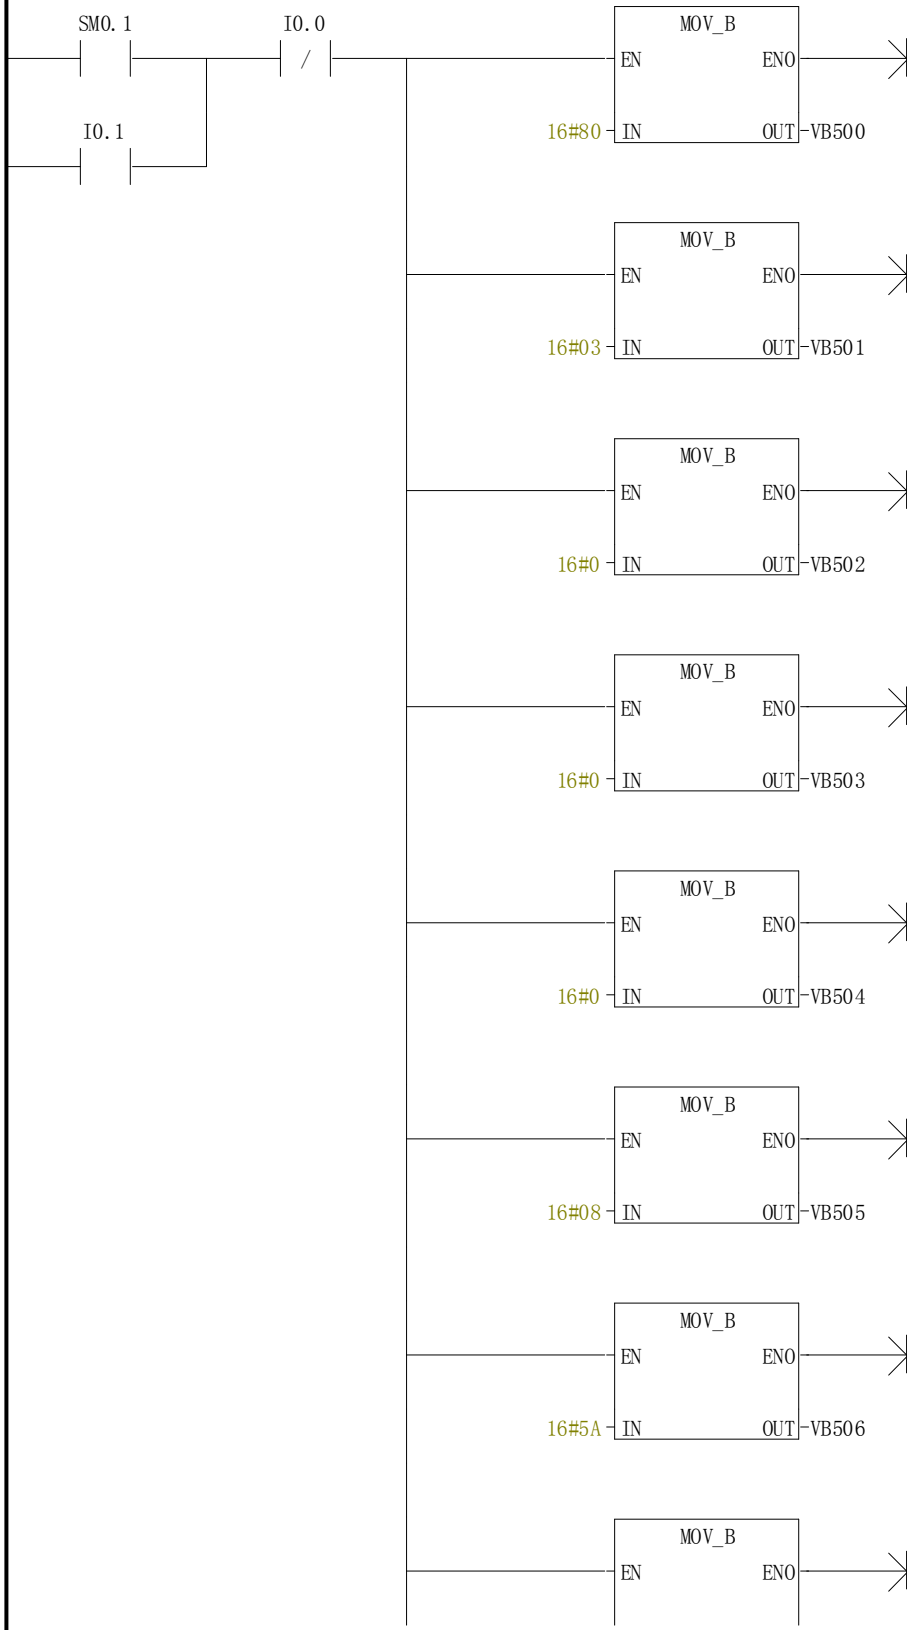 SM0.1 I0.0 MOV_B
EN ENO
I0.1 16#80 IN OUT VB500
/
MOV_B
EN ENO
16#03 IN OUT VB501
MOV_B
EN ENO
16#0 IN OUT VB502
MOV_B
EN ENO
16#0 IN OUT VB503
MOV_B
EN ENO
16#0 IN OUT VB504
MOV_B
EN ENO
16#08 IN OUT VB505
MOV_B
EN ENO
16#5A IN OUT VB506
MOV_B
EN ENO